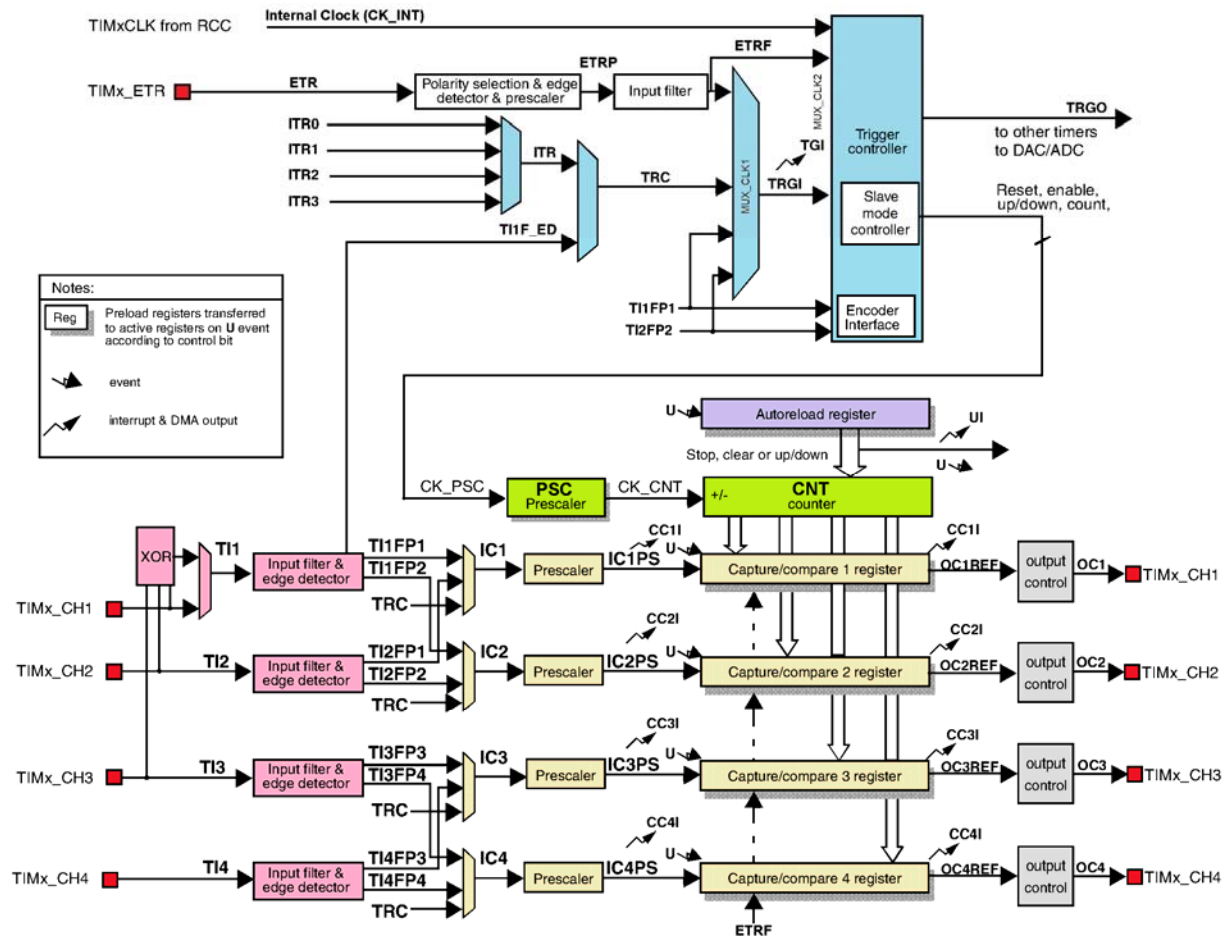 Internal Clock (CK_INT)
TIMxCLK from RCC
ETRF
ETRP
TIMx_ETR
ETR
Polarity selection & edge
detector & prescaler
Input filter
MUX_CLK2
TRGO
to other timers
to DAC/ADC
Trigger
controller
ITR0
ITR1
ITR2
ITR3
ITR
TRC
MUX_CLK1
TGI
TRGI
Slave
mode
controller
Reset, enable,
up/down, count,
TI1F_ED
TI1FP1
TI2FP2
Encoder
Interface
Notes:
Reg
Preload registers transferred
to active registers on U event
according to control bit
event
interrupt & DMA output
U
Autoreload register
UI
Stop, clear or up/down
U
CK_PSC
PSC
Prescaler
CK_CNT
+/-
CNT
counter
XOR
TI1
TIMx_CH1
Input filter &
edge detector
TI1FP1
TI1FP2
TRC
IC1
Prescaler
CC1I
IC1PS
U
Capture/compare 1 register
CC1I
OC1REF
output
control
OC1
TIMx_CH1
TIMx_CH2
TI2
Input filter &
edge detector
TI2FP1
TI2FP2
TRC
IC2
Prescaler
CC2I
IC2PS
U
Capture/compare 2 register
CC2I
OC2REF
output
control
OC2
TIMx_CH2
TIMx_CH3
TI3
Input filter &
edge detector
TI3FP3
TI3FP4
TRC
IC3
Prescaler
CC3I
IC3PS
U
Capture/compare 3 register
CC3I
OC3REF
output
control
OC3
TIMx_CH3
TIMx_CH4
TI4
Input filter &
edge detector
TI4FP3
TI4FP4
TRC
IC4
Prescaler
CC4I
IC4PS
U
Capture/compare 4 register
CC4I
OC4REF
output
control
OC4
TIMx_CH4
ETRF